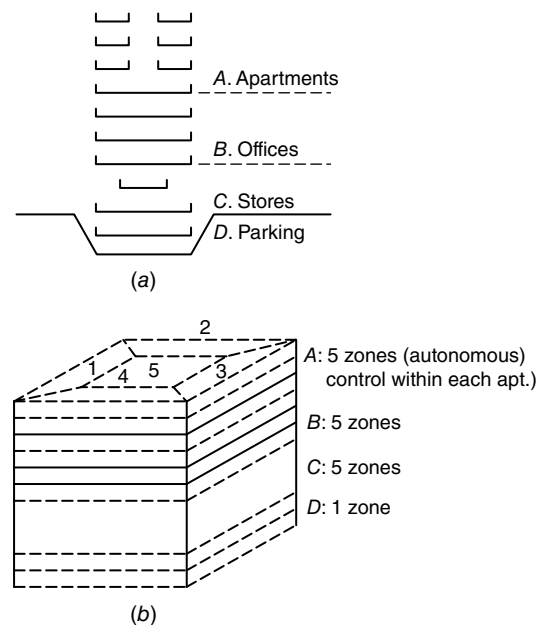 A. Apartments
B. Offices
C. Stores
D. Parking
(a)
2
1
4
5
3
A: 5 zones (autonomous)
control within each apt.)
B: 5 zones
C: 5 zones
D: 1 zone
(b)